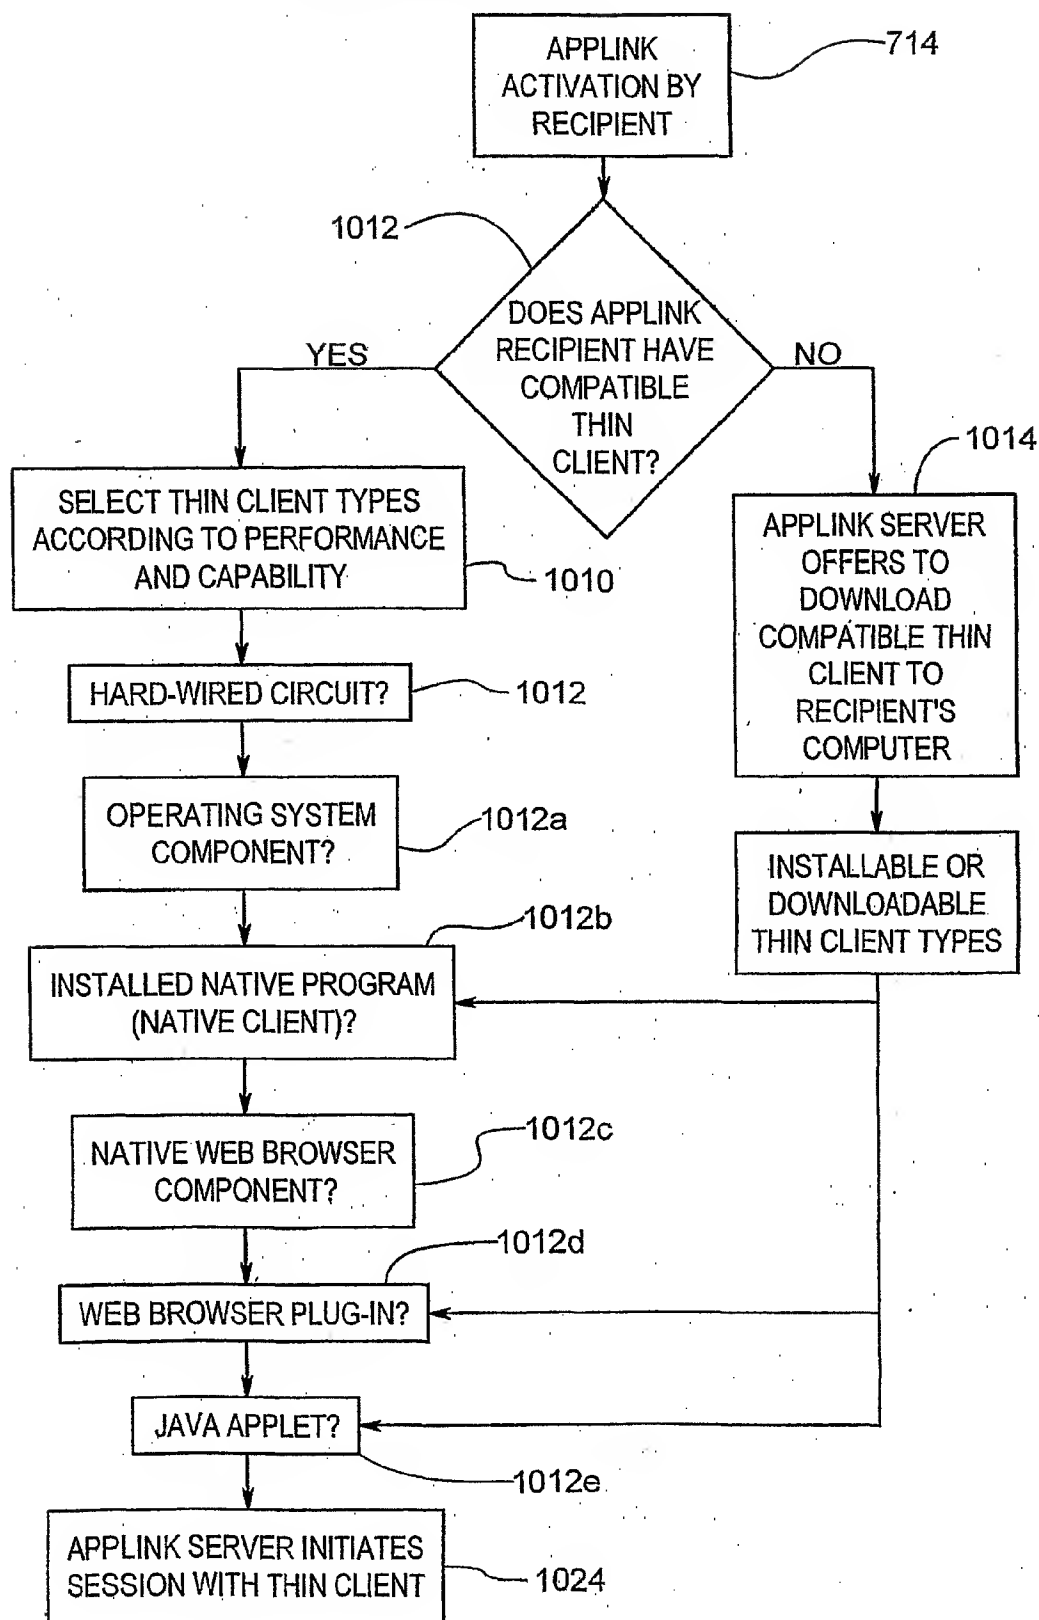 APPLINK
ACTIVATION BY
RECIPIENT
714
1012
DOES APPLINK
RECIPIENT HAVE
COMPATIBLE
THIN
CLIENT?
YES
NO
SELECT THIN CLIENT TYPES
ACCORDING TO PERFORMANCE
AND CAPABILITY
1010
1014
APPLINK SERVER
OFFERS TO
DOWNLOAD
COMPATIBLE THIN
CLIENT TO
RECIPIENT'S
COMPUTER
HARD-WIRED CIRCUIT?
1012
OPERATING SYSTEM
COMPONENT?
1012a
INSTALLABLE OR
DOWNLOADABLE
THIN CLIENT TYPES
1012b
INSTALLED NATIVE PROGRAM
(NATIVE CLIENT)?
NATIVE WEB BROWSER
COMPONENT?
1012c
1012d
WEB BROWSER PLUG-IN?
JAVA APPLET?
1012e
APPLINK SERVER INITIATES
SESSION WITH THIN CLIENT
1024